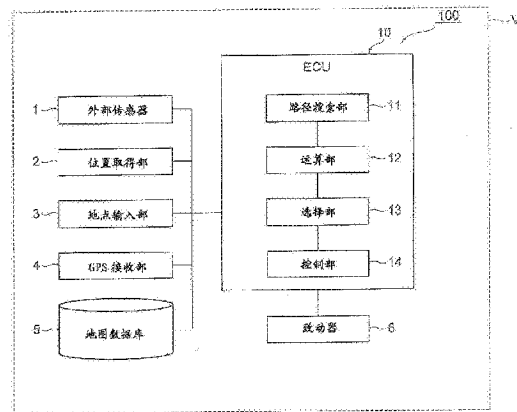 100
10
ECU
1
外部传感器
2
位置取得部
3
地点输入部
4
GPS接收部
5
地图数据库
路径搜索部
11
运算部
12
选择部
13
控制部
14
致动器
6